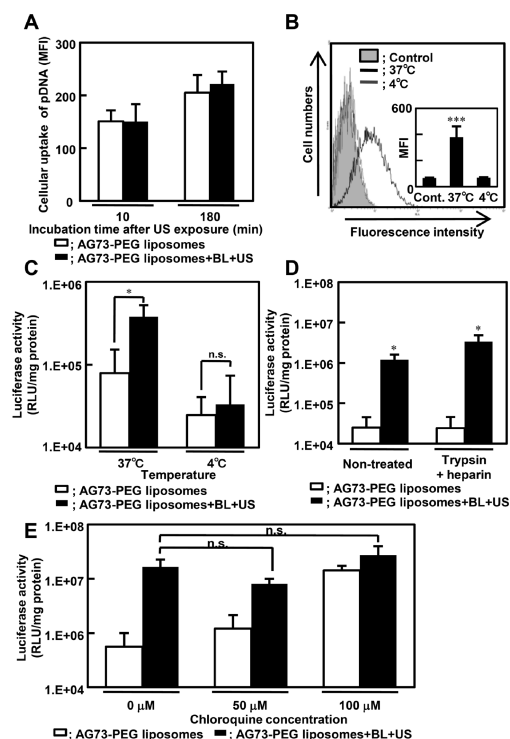 A
Cellular uptake
of pDNA (MFI)
300
200
100
0
10
180
Incubation time after US exposure (min)
; AG73-PEG liposomes
; AG73-PEG liposomes+BL+US
B
; Control
; 37°C
; 4°C
Cell numbers
Fluorescence intensity
600
MFI
0
***
Cont. 37°C 4°C
C
Luciferase activity
(RLU/mg protein)
1.E+06
1.E+05
1.E+04
*
n.s.
37°C
4°C
Temperature
; AG73-PEG liposomes
; AG73-PEG liposomes+BL+US
D
Luciferase activity
(RLU/mg protein)
1.E+08
1.E+07
1.E+06
1.E+05
1.E+04
*
*
Non-treated
Trypsin
+ heparin
; AG73-PEG liposomes
; AG73-PEG liposomes+BL+US
E
Luciferase activity
(RLU/mg protein)
1.E+08
1.E+07
1.E+06
1.E+04
n.s.
n.s.
0 μM
50 μM
100 μM
Chloroquine concentration
; AG73-PEG liposomes ; AG73-PEG liposomes+BL+US